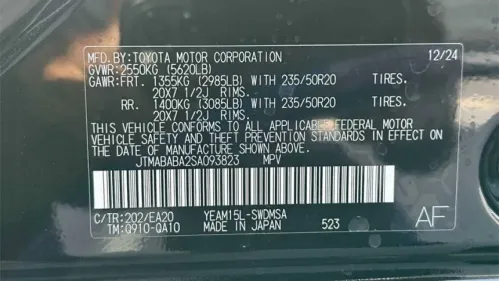 MFD. BY: TOYOTA MOTOR CORPORATION 12/24
GVWR: 2550KG (5620LB)
GAWR: FRT. 1355KG (2985LB) WITH 235/50R20 TIRES.
20X7 1/2J RIMS.
RR. 1400KG (3085LB) WITH 235/50R20 TIRES.
20X7 1/2J RIMS.
THIS VEHICLE CONFORMS TO ALL APPLICABLE FEDERAL MOTOR
VEHICLE SAFETY AND THEFT PREVENTION STANDARDS IN EFFECT
ON THE DATE OF MANUFACTURE SHOWN ABOVE.
JTMABABA2SA093823 MPV
C/TR: 202/EA20 YEAM15L-SWDMSA
TM: Q910-QA10 MADE IN JAPAN 523 AF